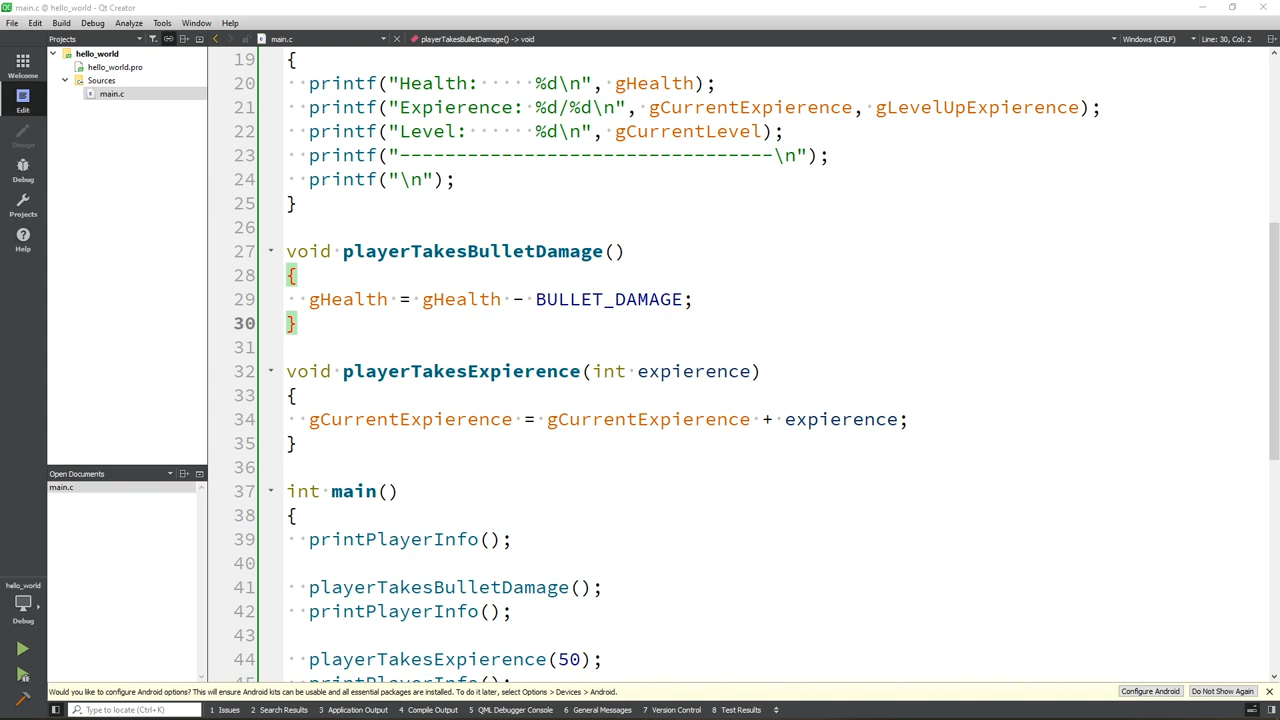 main.c @ hello_world - Qt Creator
File Edit Build Debug Analyze Tools Window Help
Projects main.c playerTakesBulletDamage() -> void Windows (CRLF) Line: 30, Col: 2
Welcome
Edit
Design
Debug
Projects
Help
hello_world
hello_world.pro
Sources
main.c
Open Documents
main.c
19 {
20 printf("Health:      %d\n", gHealth);
21 printf("Expierence: %d/%d\n", gCurrentExpierence, gLevelUpExpierence);
22 printf("Level:       %d\n", gCurrentLevel);
23 printf("---------------------------------\n");
24 printf("\n");
25 }
26
27 void playerTakesBulletDamage()
28 {
29 gHealth = gHealth - BULLET_DAMAGE;
30 }
31
32 void playerTakesExpierence(int expierence)
33 {
34 gCurrentExpierence = gCurrentExpierence + expierence;
35 }
36
37 int main()
38 {
39 printPlayerInfo();
40
41 playerTakesBulletDamage();
42 printPlayerInfo();
43
44 playerTakesExpierence(50);
45 printPlayerInfo();
hello_world
Debug
Would you like to configure Android options? This will ensure Android kits can be usable and all essential packages are installed. To do it later, select Options > Devices > Android. Configure Android Do Not Show Again
Type to locate (Ctrl+K) 1 Issues 2 Search Results 3 Application Output 4 Compile Output 5 QML Debugger Console 6 General Messages 7 Version Control 8 Test Results